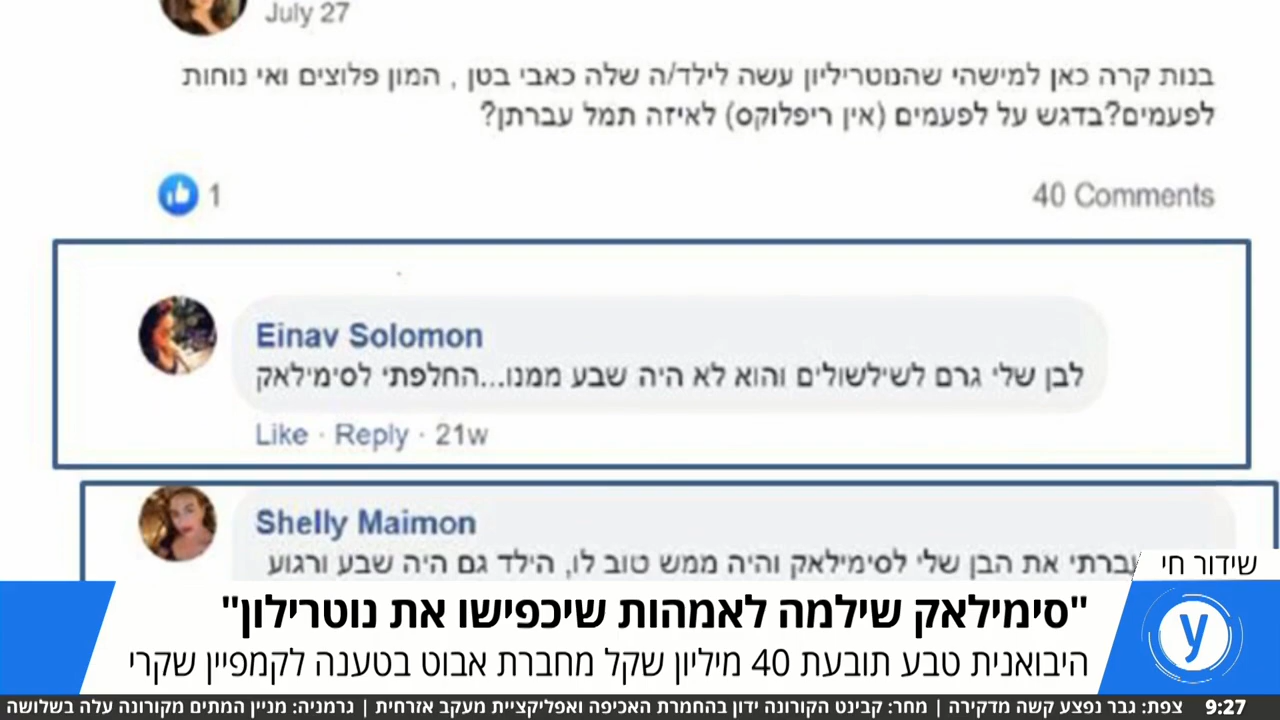 July 27
בנות קרה כאן למישהי שהנוטריליון עשה לילד/ה שלה כאבי בטן , המון פלוצים ואי נוחות
לפעמים?בדגש על לפעמים (אין ריפלוקס) לאיזה תמל עברתן?
1
40 Comments
Einav Solomon
לבן שלי גרם לשילשולים והוא לא היה שבע ממנו...החלפתי לסימילאק
Like · Reply · 21w
Shelly Maimon
עברתי את הבן שלי לסימילאק והיה ממש טוב לו, הילד גם היה שבע ורגוע
שידור חי
"סימילאק שילמה לאמהות שיכפישו את נוטרילון"
היבואנית טבע תובעת 40 מיליון שקל מחברת אבוט בטענה לקמפיין שקרי
y
9:27 צפת: גבר נפצע קשה מדקירה | מחר: קבינט הקורונה ידון בהחמרת האכיפה ואפליקציית מעקב אזרחית | גרמניה: מניין המתים מקורונה עלה בשלושה